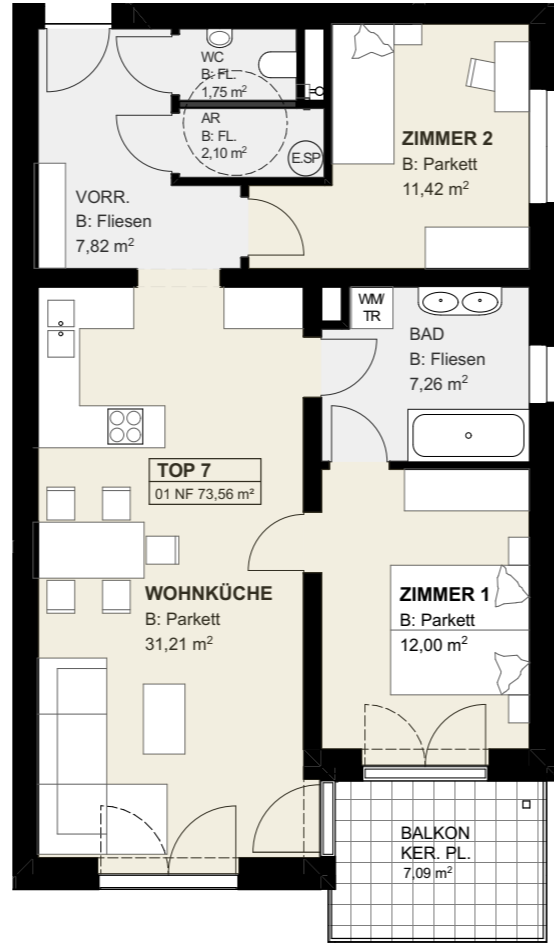 WC
B: FL.
1,75 m²
AR
B: FL.
2,10 m²
E.SP
ZIMMER 2
B: Parkett
11,42 m²
VORR.
B: Fliesen
7,82 m²
WM/
TR
BAD
B: Fliesen
7,26 m²
TOP 7
01 NF 73,56 m²
WOHNKÜCHE
B: Parkett
31,21 m²
ZIMMER 1
B: Parkett
12,00 m²
BALKON
KER. PL.
7,09 m²